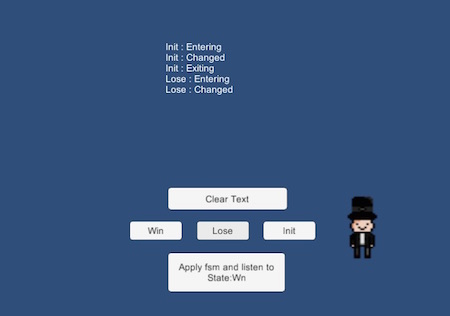 Init : Entering
Init : Changed
Init : Exiting
Lose : Entering
Lose : Changed
Clear Text
Win
Lose
Init
Apply fsm and listen to
State:Wn